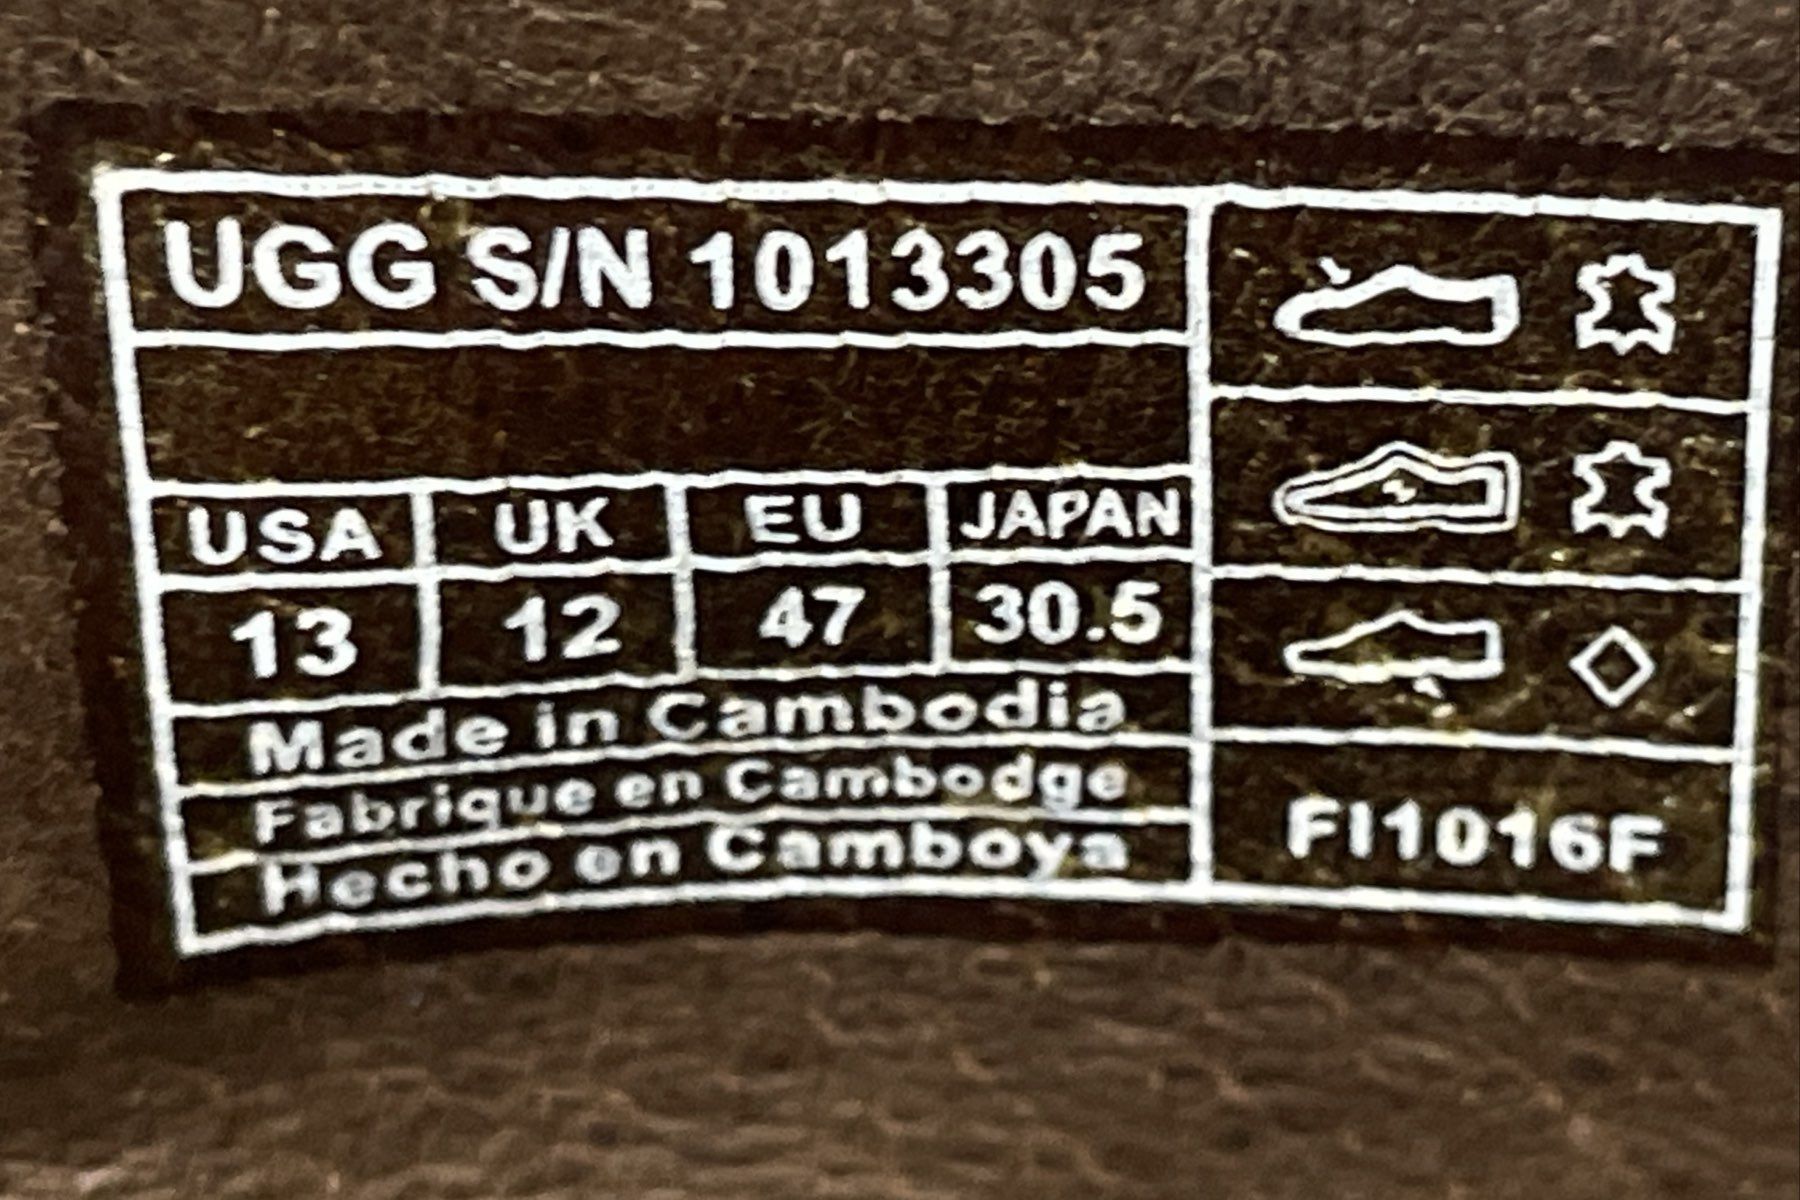 UGG S/N 1013305
USA UK EU JAPAN
13 12 47 30.5
Made in Cambodia
Fabrique en Cambodge
Hecho en Camboya
FI1016F